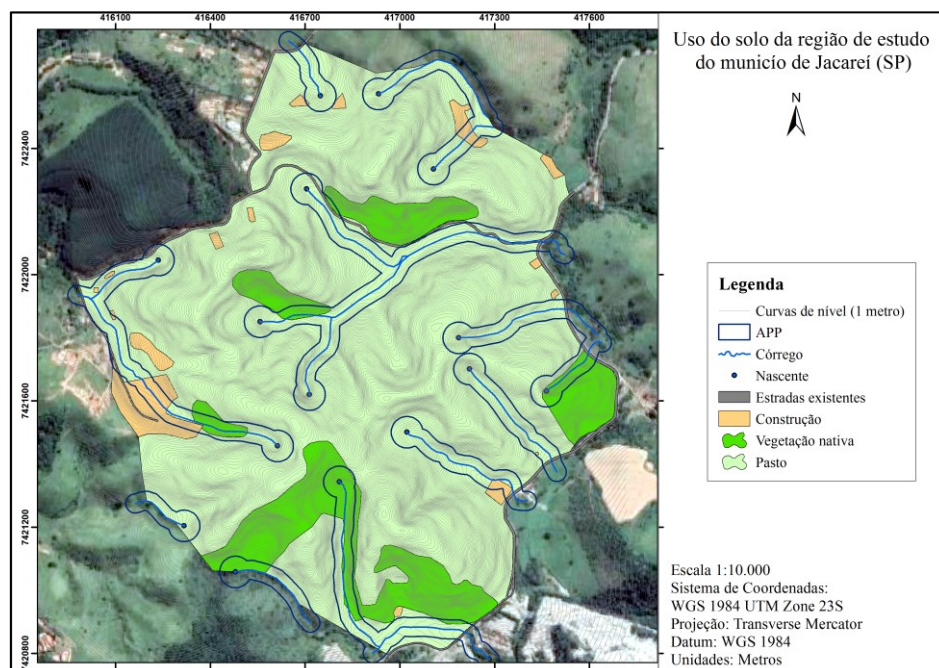 416100 416400 416700 417000 417300 417600
7422400
7422000
7421600
7421200
7420800
Uso do solo da região de estudo
do municío de Jacareí (SP)
N
Legenda
Curvas de nível (1 metro)
APP
Córrego
Nascente
Estradas existentes
Construção
Vegetação nativa
Pasto
Escala 1:10.000
Sistema de Coordenadas:
WGS 1984 UTM Zone 23S
Projeção: Transverse Mercator
Datum: WGS 1984
Unidades: Metros